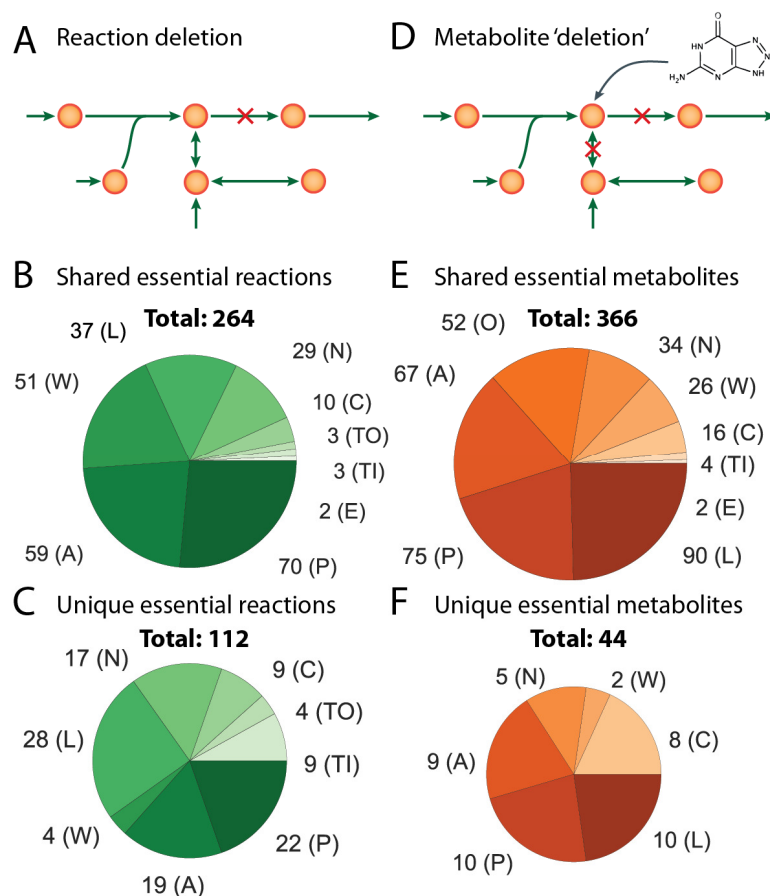 A Reaction deletion
D Metabolite 'deletion'
O
HN
N
N
H₂N
N
NH
B Shared essential reactions
Total: 264
37 (L)
29 (N)
51 (W)
10 (C)
3 (TO)
3 (TI)
2 (E)
59 (A)
70 (P)
E Shared essential metabolites
Total: 366
52 (O)
34 (N)
67 (A)
26 (W)
16 (C)
4 (TI)
2 (E)
75 (P)
90 (L)
C Unique essential reactions
Total: 112
17 (N)
9 (C)
4 (TO)
28 (L)
9 (TI)
4 (W)
22 (P)
19 (A)
F Unique essential metabolites
Total: 44
5 (N)
2 (W)
8 (C)
9 (A)
10 (L)
10 (P)